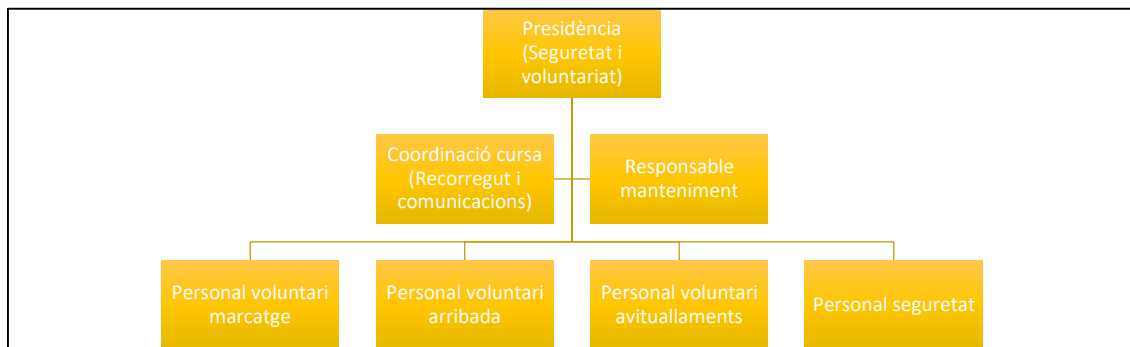 Presidència
(Seguretat i
voluntariat)
Coordinació cursa
(Recorregut i
comunicacions)
Responsable
manteniment
Personal voluntari
marcatge
Personal voluntari
arribada
Personal voluntari
avituallaments
Personal seguretat